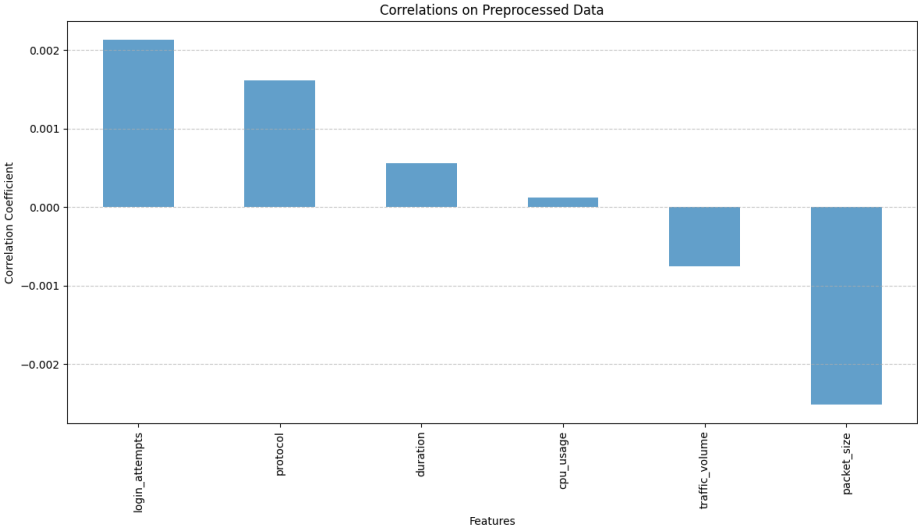 Correlations on Preprocessed Data
Correlation Coefficient
0.002
0.001
0.000
−0.001
−0.002
login_attempts
protocol
duration
cpu_usage
traffic_volume
packet_size
Features